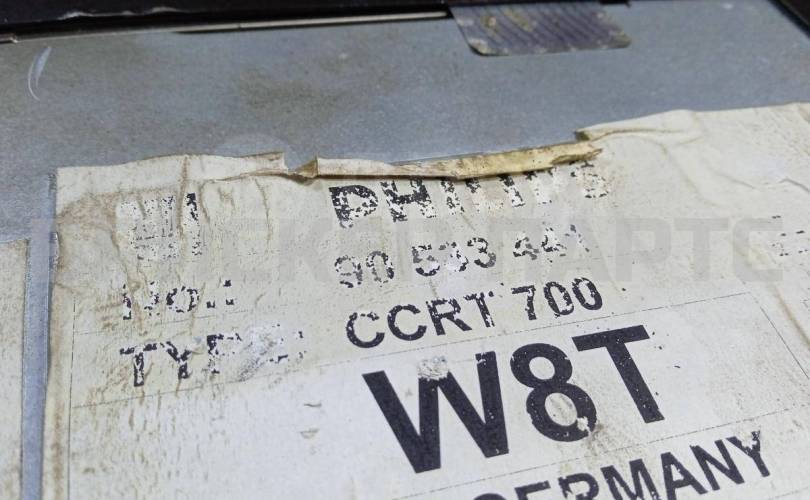 PHILIPS
No.:
90 533 441
TYPE: CCRT 700
W8T
GERMANY